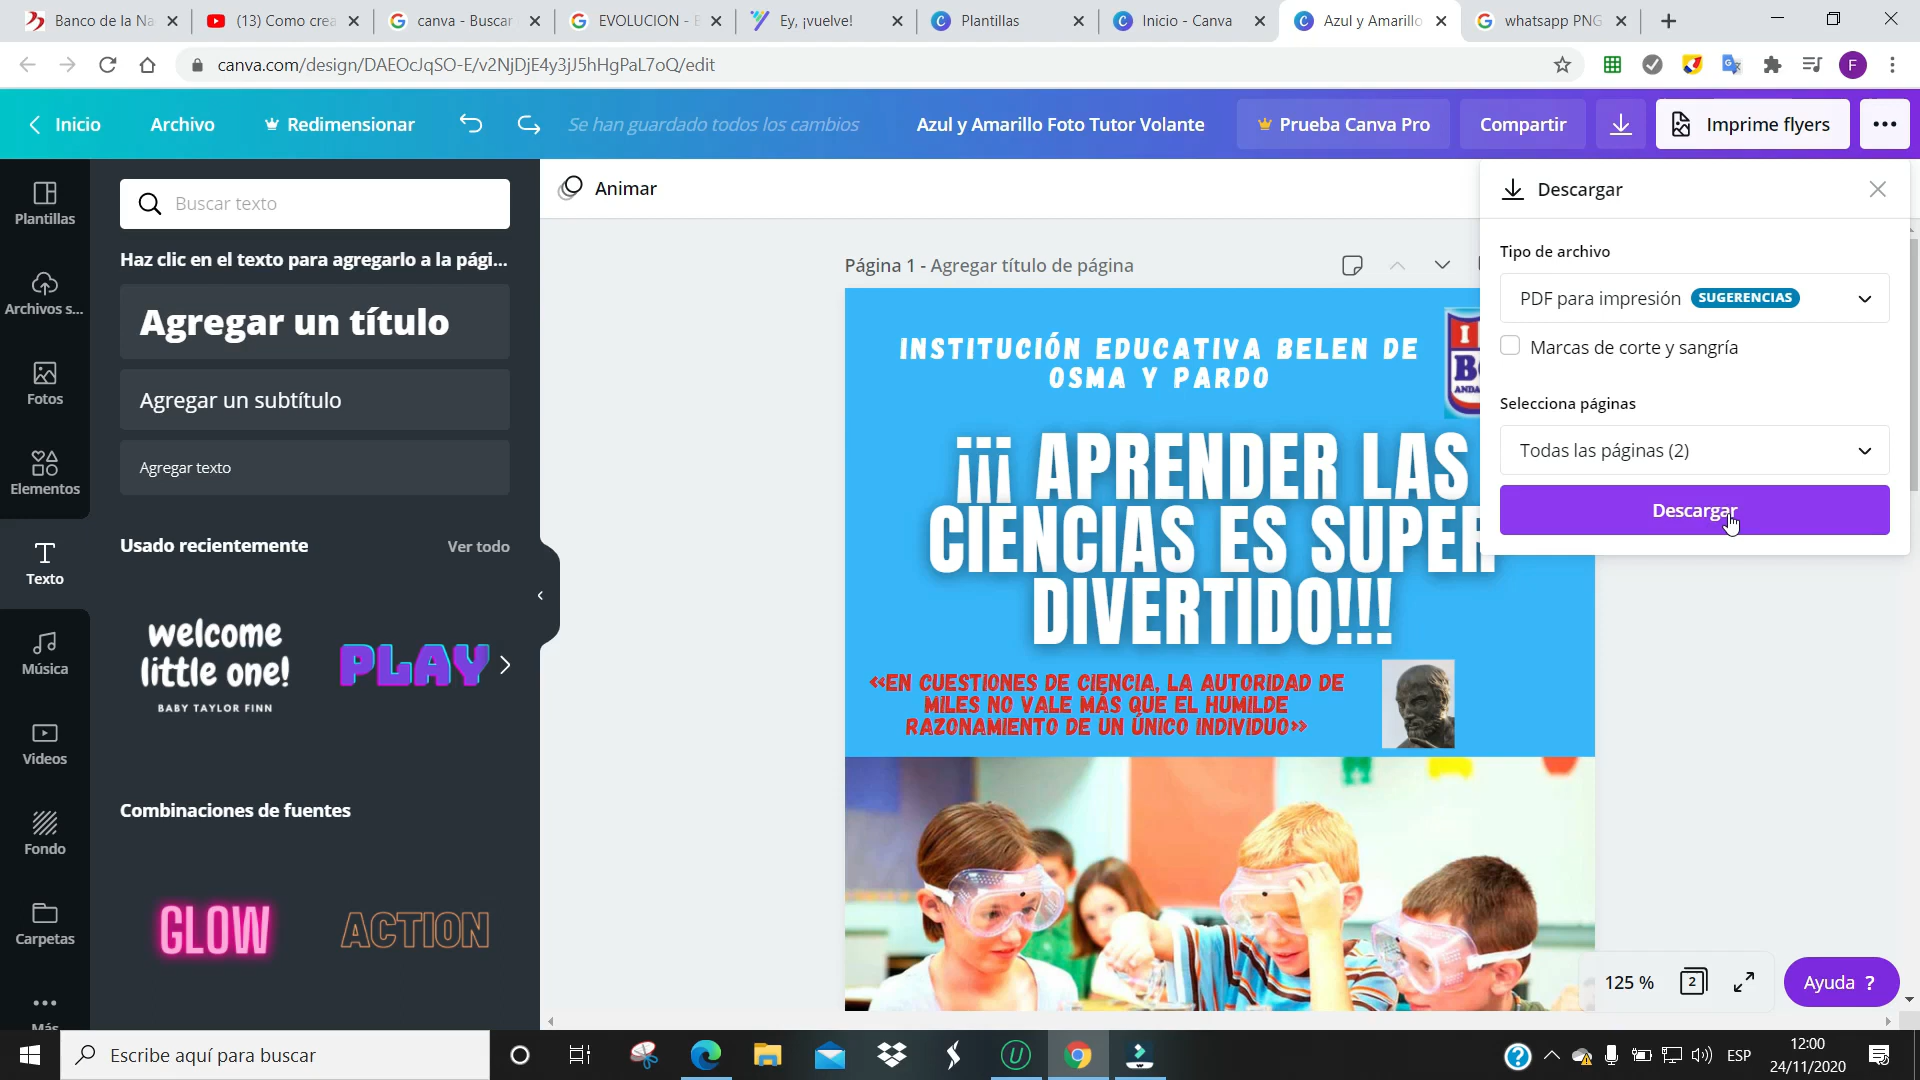 Banco de la Na
(13) Como crea
canva - Buscar
EVOLUCION - E
Ey, ¡vuelve!
Plantillas
Inicio - Canva
Azul y Amarillo
whatsapp PNG
canva.com/design/DAEOcJqSO-E/v2NjDjE4y3jJ5hHgPaL7oQ/edit
F
Inicio
Archivo
Redimensionar
Se han guardado todos los cambios
Azul y Amarillo Foto Tutor Volante
Prueba Canva Pro
Compartir
Imprime flyers
Plantillas
Archivos s...
Fotos
Elementos
Texto
Música
Videos
Fondo
Carpetas
Más
Buscar texto
Haz clic en el texto para agregarlo a la pági...
Agregar un título
Agregar un subtítulo
Agregar texto
Usado recientemente
Ver todo
welcome
little one!
BABY TAYLOR FINN
PLAY
Combinaciones de fuentes
GLOW
ACTION
Animar
Página 1 - Agregar título de página
INSTITUCIÓN EDUCATIVA BELEN DE
OSMA Y PARDO
¡¡¡ APRENDER LAS
CIENCIAS ES SUPER
DIVERTIDO!!!
«EN CUESTIONES DE CIENCIA, LA AUTORIDAD DE
MILES NO VALE MÁS QUE EL HUMILDE
RAZONAMIENTO DE UN ÚNICO INDIVIDUO»
Descargar
Tipo de archivo
PDF para impresión SUGERENCIAS
Marcas de corte y sangría
Selecciona páginas
Todas las páginas (2)
Descargar
125 %
2
Ayuda ?
Escribe aquí para buscar
ESP
12:00
24/11/2020